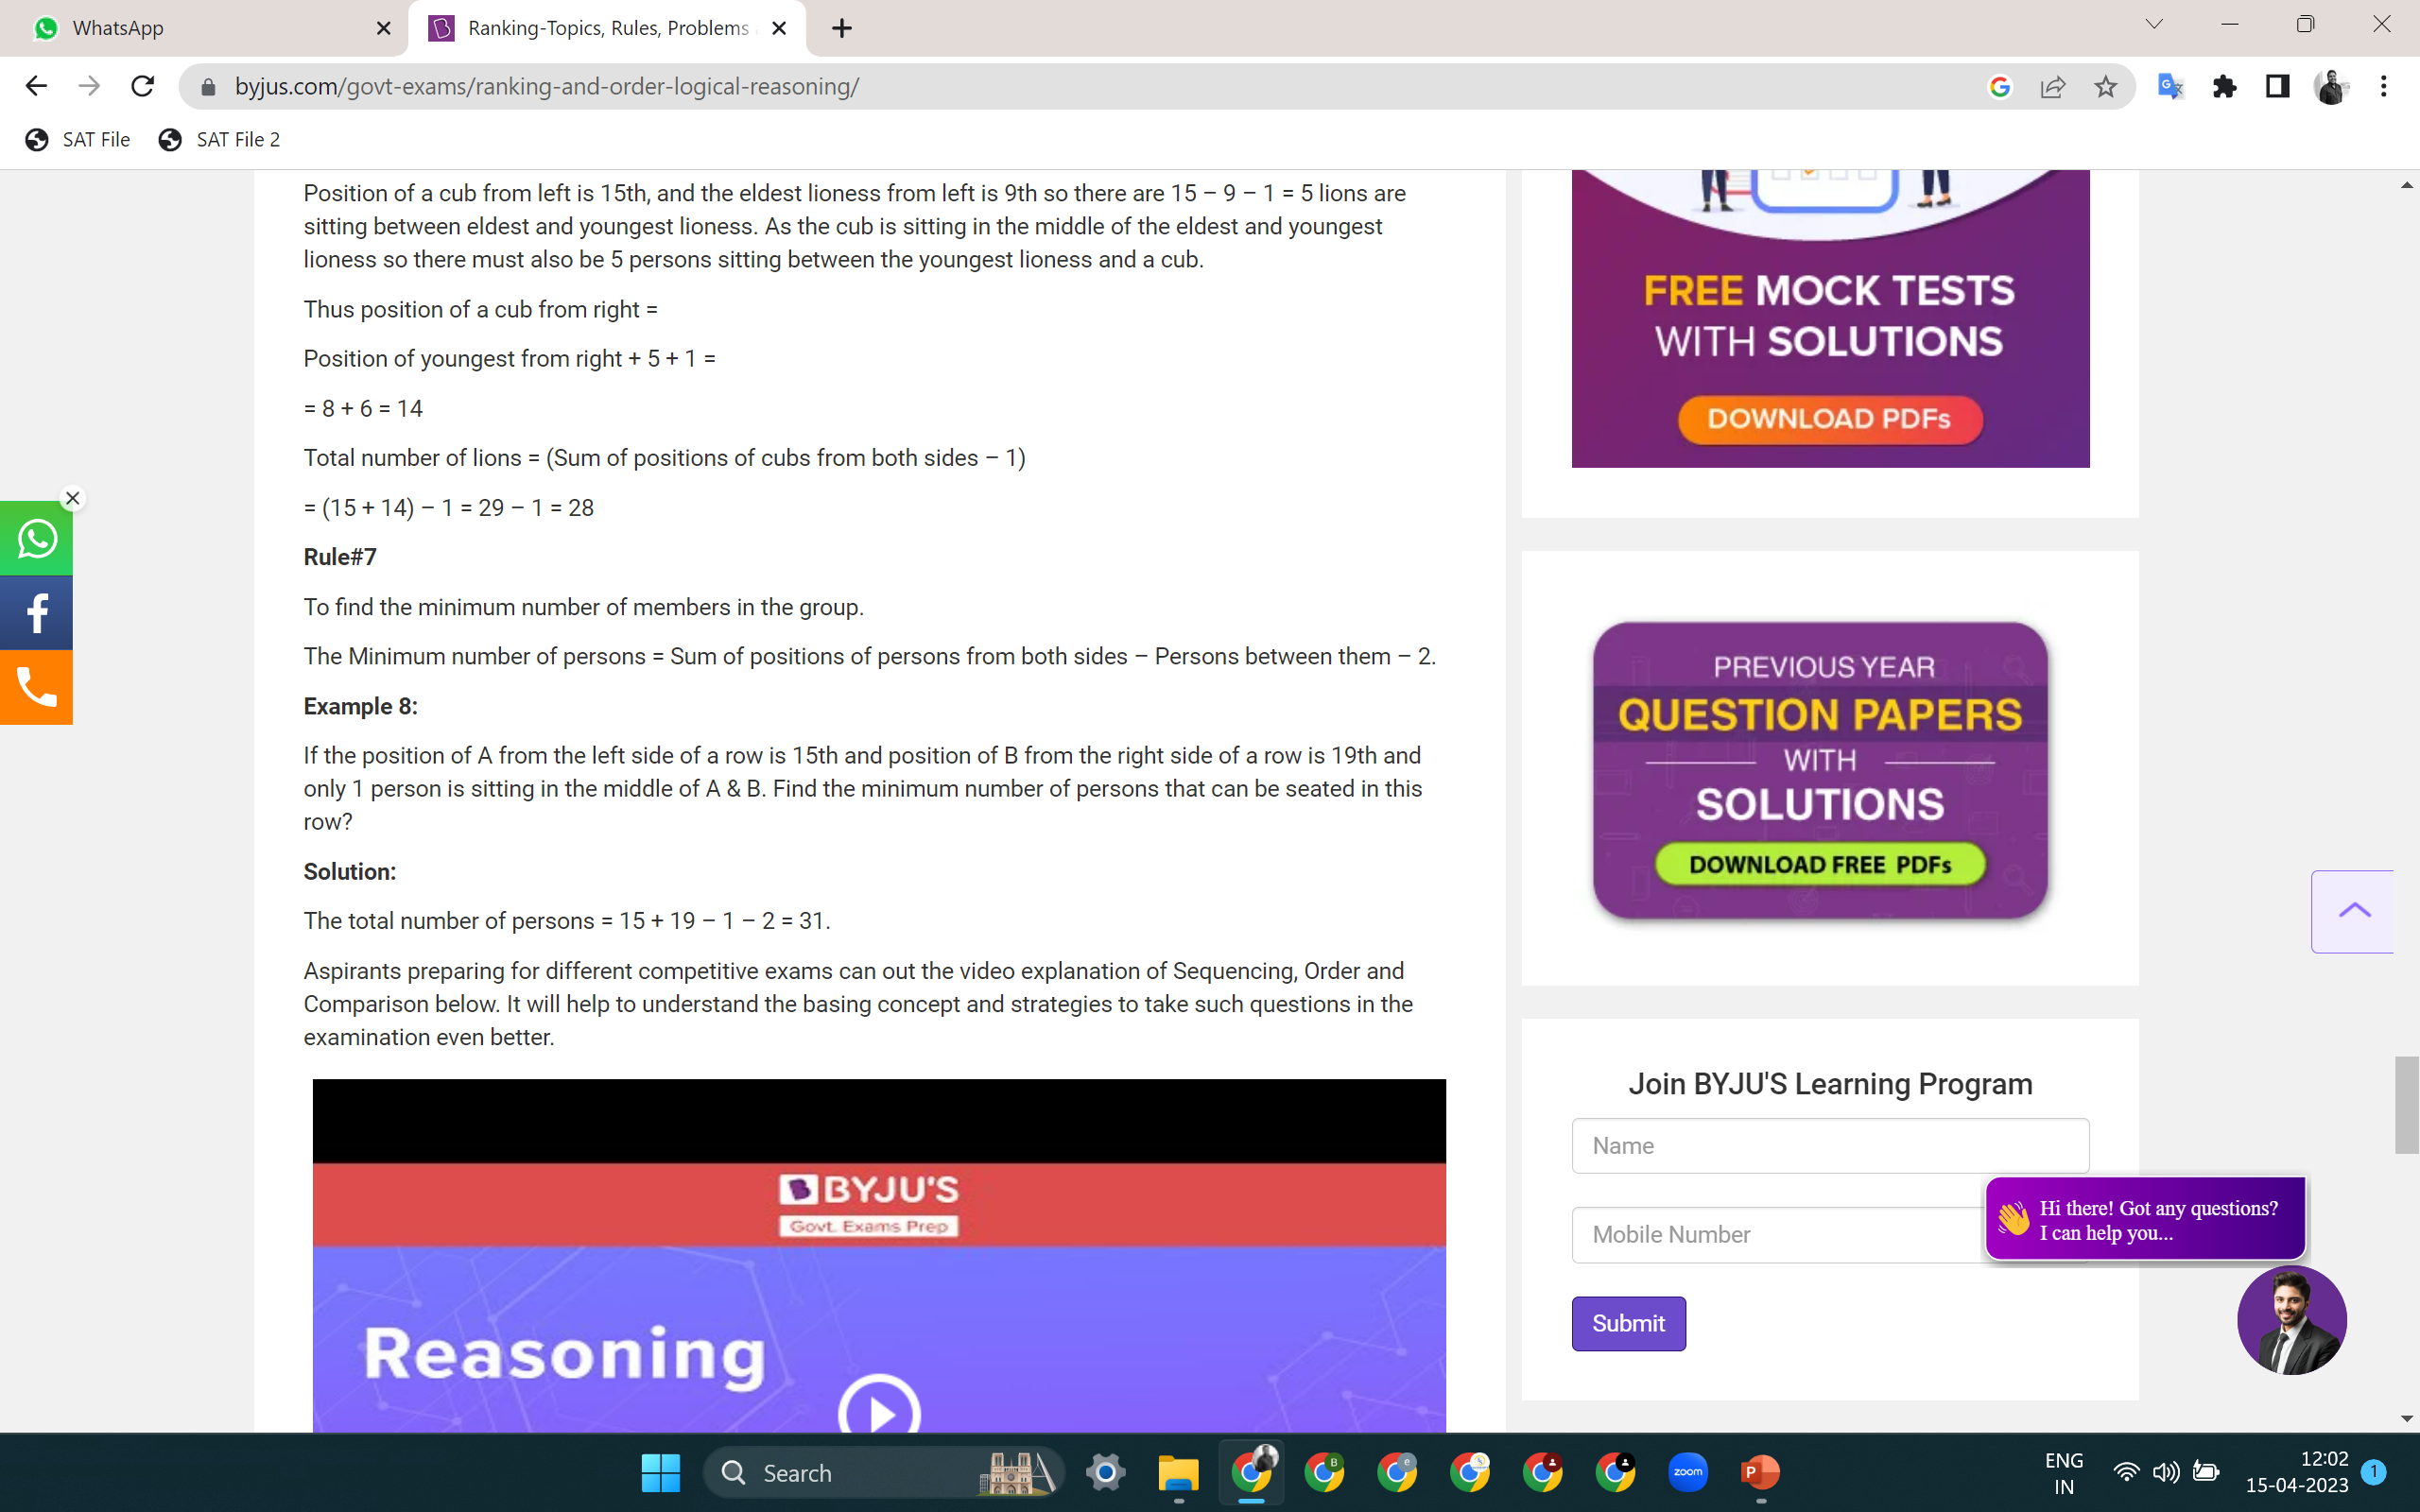 WhatsApp
Ranking-Topics, Rules, Problems
byjus.com/govt-exams/ranking-and-order-logical-reasoning/
SAT File
SAT File 2
Position of a cub from left is 15th, and the eldest lioness from left is 9th so there are 15 – 9 – 1 = 5 lions are
sitting between eldest and youngest lioness. As the cub is sitting in the middle of the eldest and youngest
lioness so there must also be 5 persons sitting between the youngest lioness and a cub.
Thus position of a cub from right =
Position of youngest from right + 5 + 1 =
= 8 + 6 = 14
Total number of lions = (Sum of positions of cubs from both sides – 1)
= (15 + 14) – 1 = 29 – 1 = 28
Rule#7
To find the minimum number of members in the group.
The Minimum number of persons = Sum of positions of persons from both sides – Persons between them – 2.
Example 8:
If the position of A from the left side of a row is 15th and position of B from the right side of a row is 19th and
only 1 person is sitting in the middle of A & B. Find the minimum number of persons that can be seated in this
row?
Solution:
The total number of persons = 15 + 19 – 1 – 2 = 31.
Aspirants preparing for different competitive exams can out the video explanation of Sequencing, Order and
Comparison below. It will help to understand the basing concept and strategies to take such questions in the
examination even better.
BYJU'S
Govt. Exams Prep
Reasoning
FREE MOCK TESTS
WITH SOLUTIONS
DOWNLOAD PDFs
PREVIOUS YEAR
QUESTION PAPERS
WITH
SOLUTIONS
DOWNLOAD FREE PDFs
Join BYJU'S Learning Program
Name
Mobile Number
Submit
Hi there! Got any questions?
I can help you...
Search
zoom
ENG
IN
12:02
15-04-2023
1